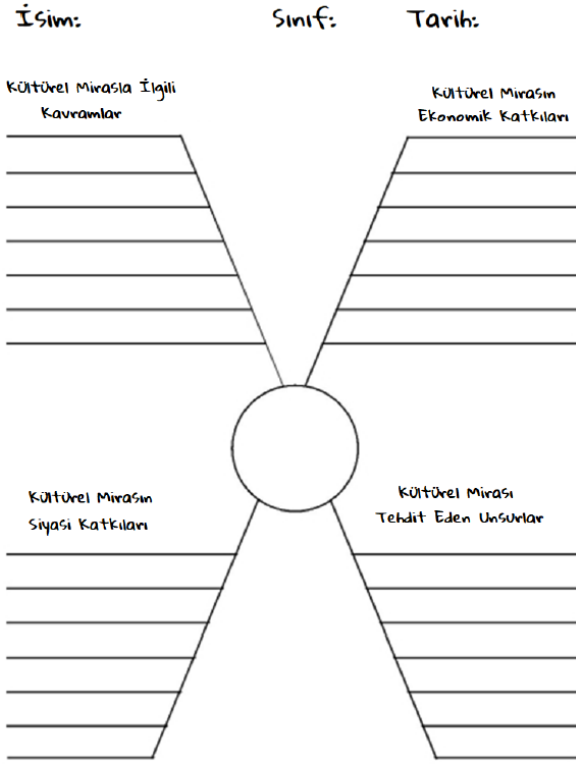 İsim: Sınıf: Tarih:
Kültürel Mirasla İlgili
Kavramlar
Kültürel Mirasın
Ekonomik Katkıları
Kültürel Mirasın
Siyasi Katkıları
Kültürel Mirası
Tehdit Eden Unsurlar